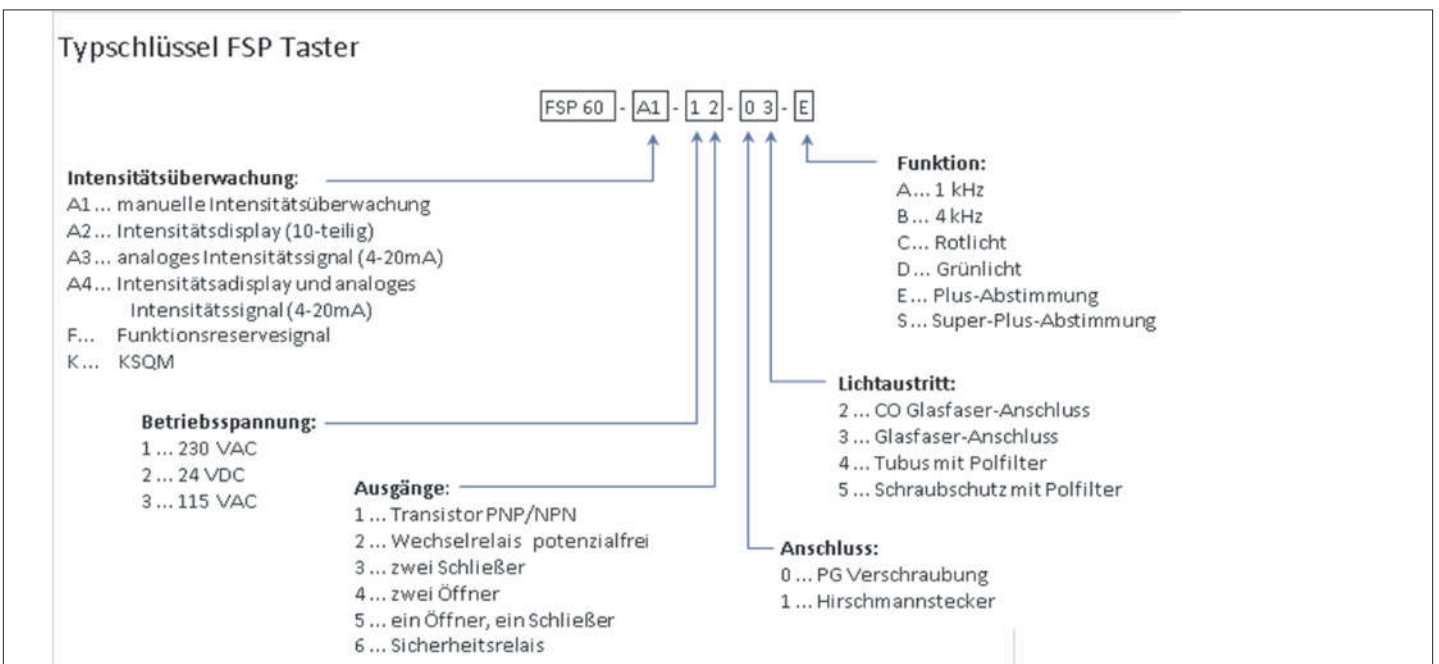 Typschlüssel FSP Taster
FSP 60 - A1 - 1 2 - 0 3 - E
Intensitätsüberwachung:
A1... manuelle Intensitätsüberwachung
A2... Intensitätsdisplay (10-teilig)
A3... analoges Intensitätssignal (4-20mA)
A4... Intensitätsadisplay und analoges
Intensitätssignal (4-20mA)
F... Funktionsreservesignal
K... KSQM
Funktion:
A... 1 kHz
B... 4 kHz
C... Rotlicht
D... Grünlicht
E... Plus-Abstimmung
S... Super-Plus-Abstimmung
Lichtaustritt:
2 ... CO Glasfaser-Anschluss
3 ... Glasfaser-Anschluss
4 ... Tubus mit Polfilter
5 ... Schraubschutz mit Polfilter
Betriebsspannung:
1 ... 230 VAC
2 ... 24 VDC
3 ... 115 VAC
Ausgänge:
1 ... Transistor PNP/NPN
2 ... Wechselrelais potenzialfrei
3 ... zwei Schließer
4 ... zwei Öffner
5 ... ein Öffner, ein Schließer
6 ... Sicherheitsrelais
Anschluss:
0 ... PG Verschraubung
1 ... Hirschmannstecker